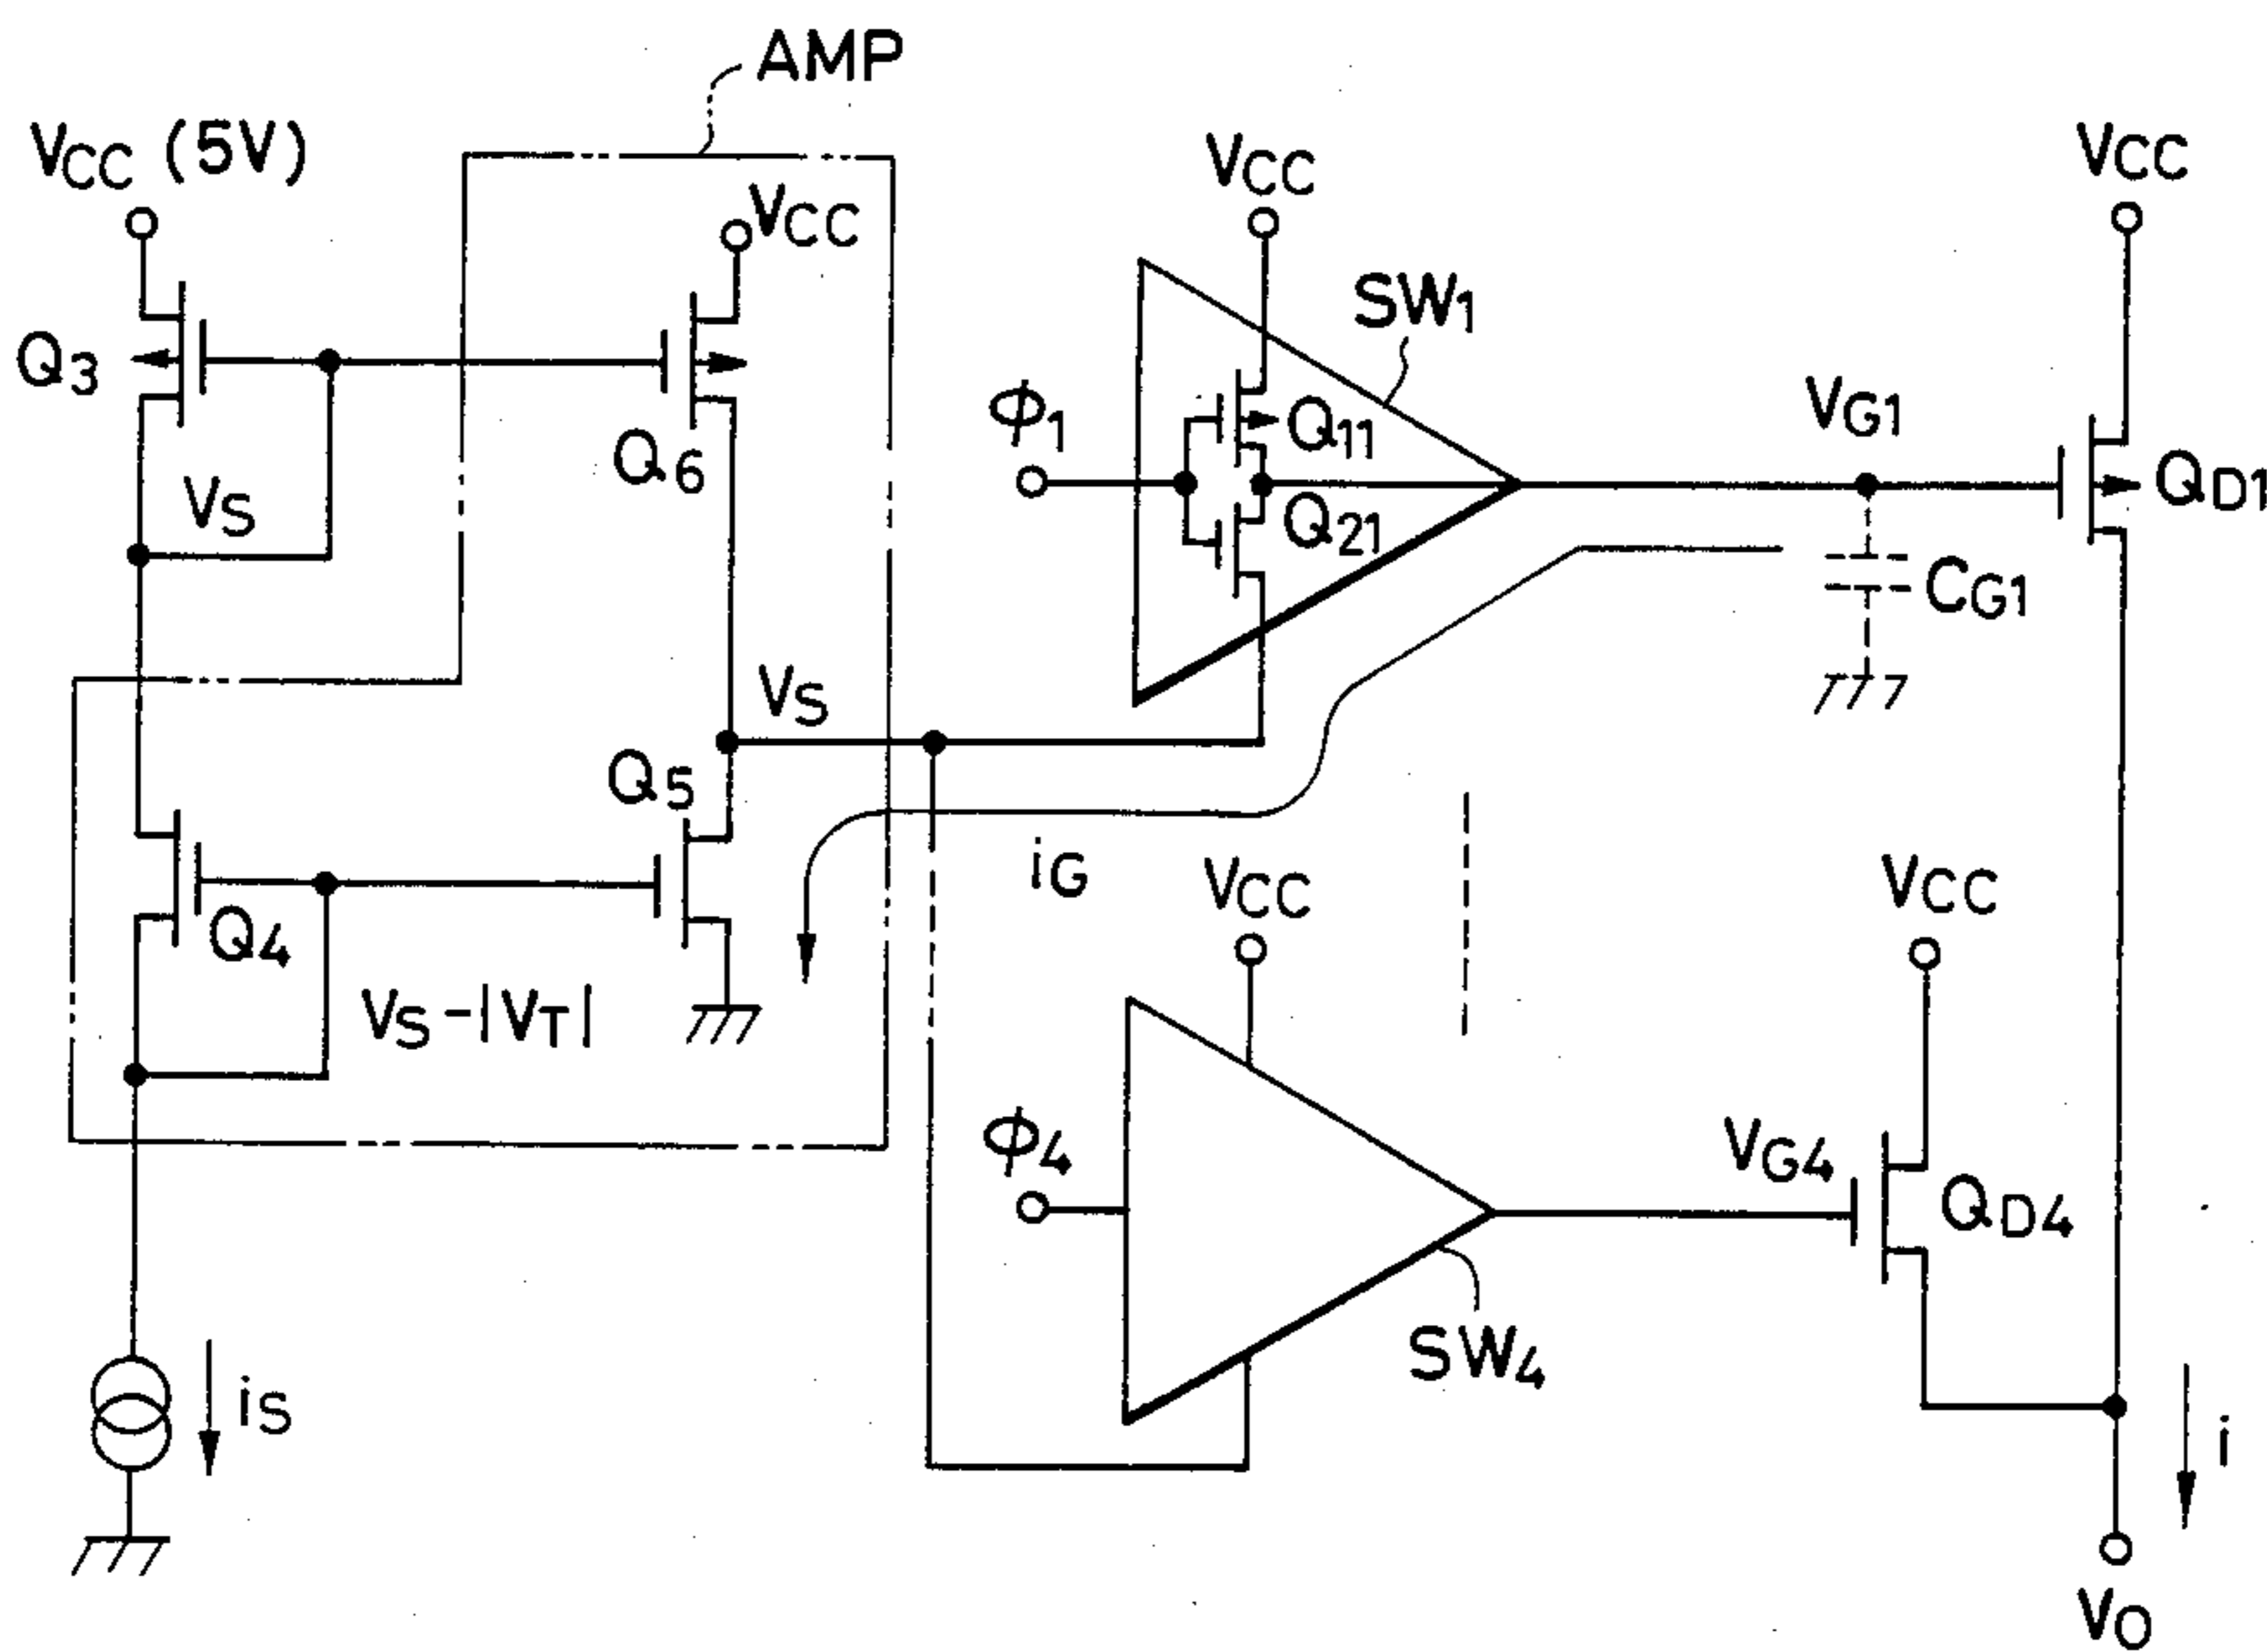 AMP
VCC (5V)
VCC
VCC
VCC
Q3
Q6
VS
φ1
SW1
Q11
Q21
VG1
QD1
CG1
VS
Q5
iG
Q4
VS-|VT|
VCC
VCC
φ4
VG4
QD4
SW4
iS
i
VO